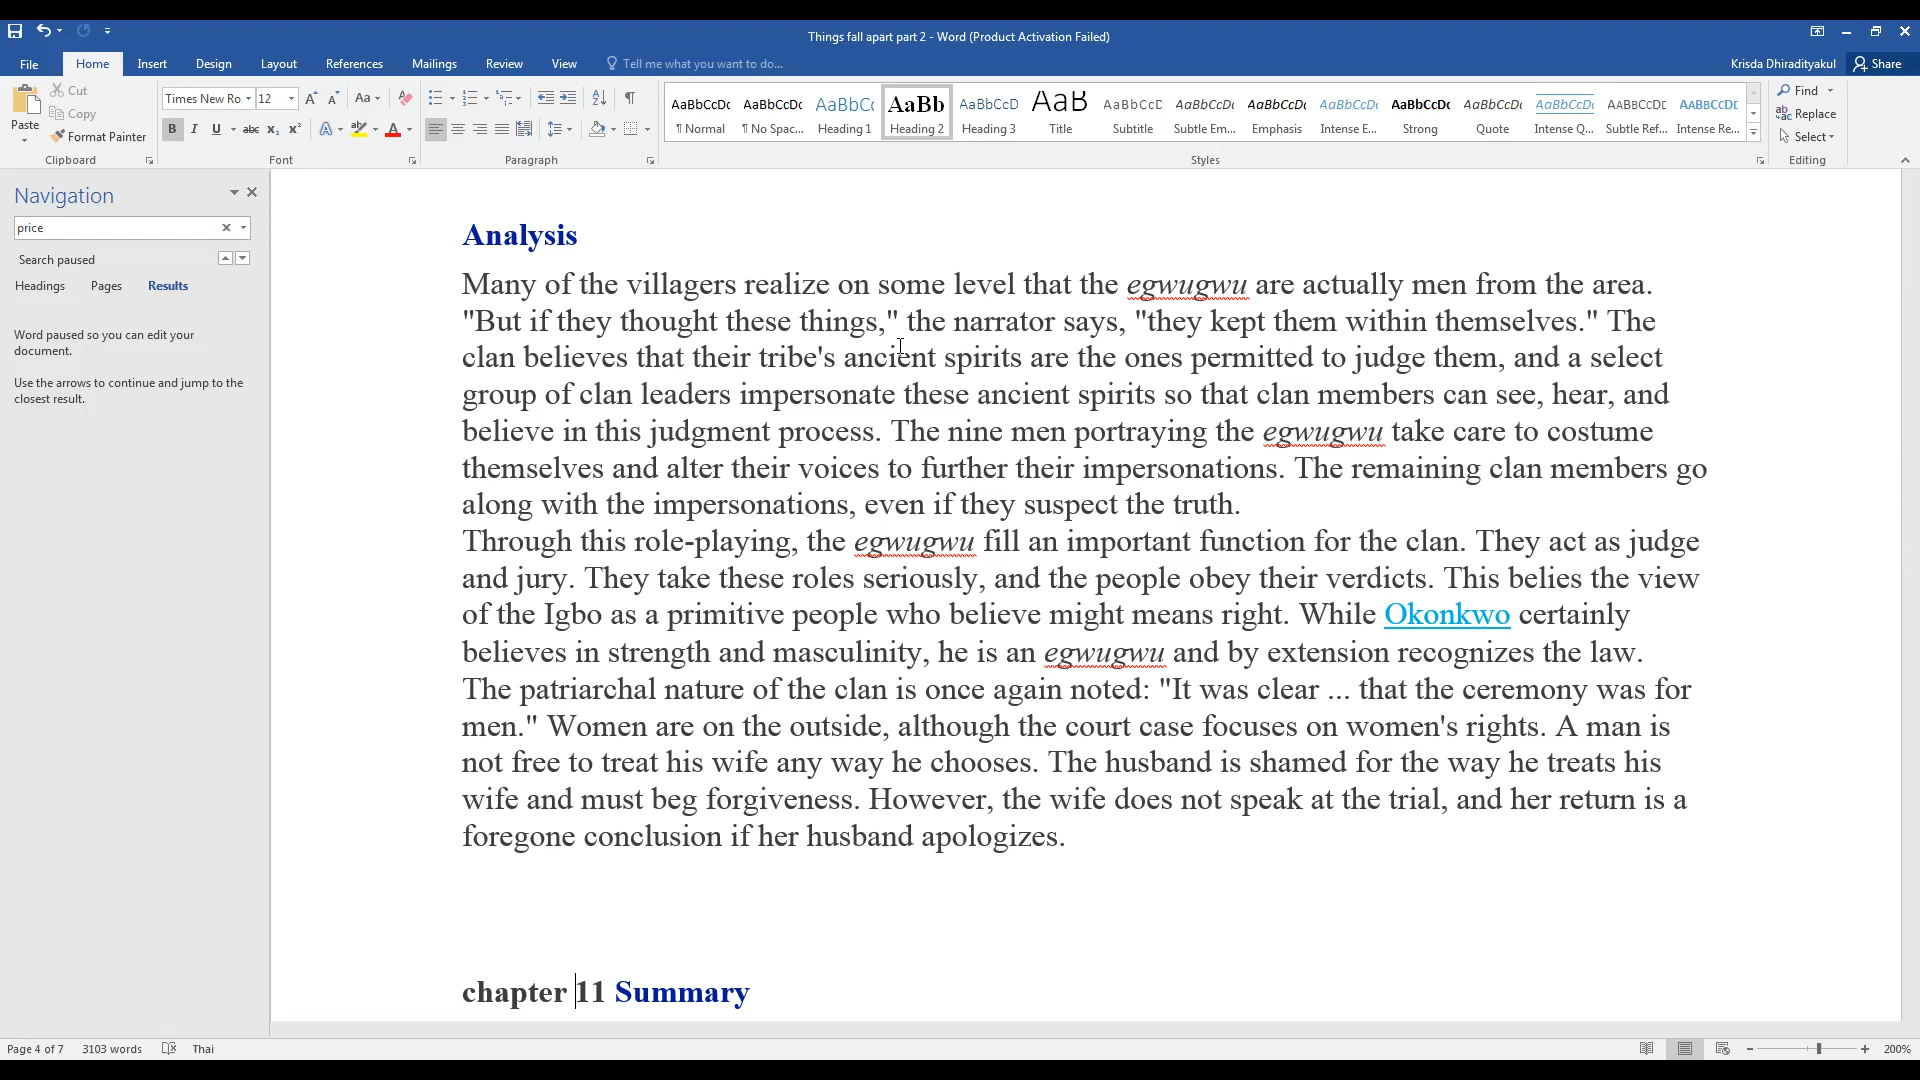 Things fall apart part 2 - Word (Product Activation Failed)
File Home Insert Design Layout References Mailings Review View Tell me what you want to do... Krisda Dhiradityakul Share
Cut
Copy
Paste Format Painter
Clipboard
Times New Ro 12
Font
Paragraph
AaBbCcDc AaBbCcDc AaBbCc AaBb AaBbCcD AaB AaBbCcD AaBbCcDc AaBbCcDc AaBbCcDc AaBbCcDc AaBbCcDc AaBbCcDc AABBCCDE AABBCCDE
¶ Normal ¶ No Spac... Heading 1 Heading 2 Heading 3 Title Subtitle Subtle Em... Emphasis Intense E... Strong Quote Intense Q... Subtle Ref... Intense Re...
Styles
Find
Replace
Select
Editing
Navigation
price
Search paused
Headings Pages Results
Word paused so you can edit your
document.
Use the arrows to continue and jump to the
closest result.
Analysis
Many of the villagers realize on some level that the egwugwu are actually men from the area.
"But if they thought these things," the narrator says, "they kept them within themselves." The
clan believes that their tribe's ancient spirits are the ones permitted to judge them, and a select
group of clan leaders impersonate these ancient spirits so that clan members can see, hear, and
believe in this judgment process. The nine men portraying the egwugwu take care to costume
themselves and alter their voices to further their impersonations. The remaining clan members go
along with the impersonations, even if they suspect the truth.
Through this role-playing, the egwugwu fill an important function for the clan. They act as judge
and jury. They take these roles seriously, and the people obey their verdicts. This belies the view
of the Igbo as a primitive people who believe might means right. While Okonkwo certainly
believes in strength and masculinity, he is an egwugwu and by extension recognizes the law.
The patriarchal nature of the clan is once again noted: "It was clear ... that the ceremony was for
men." Women are on the outside, although the court case focuses on women's rights. A man is
not free to treat his wife any way he chooses. The husband is shamed for the way he treats his
wife and must beg forgiveness. However, the wife does not speak at the trial, and her return is a
foregone conclusion if her husband apologizes.
chapter 11 Summary
Page 4 of 7 3103 words Thai 200%